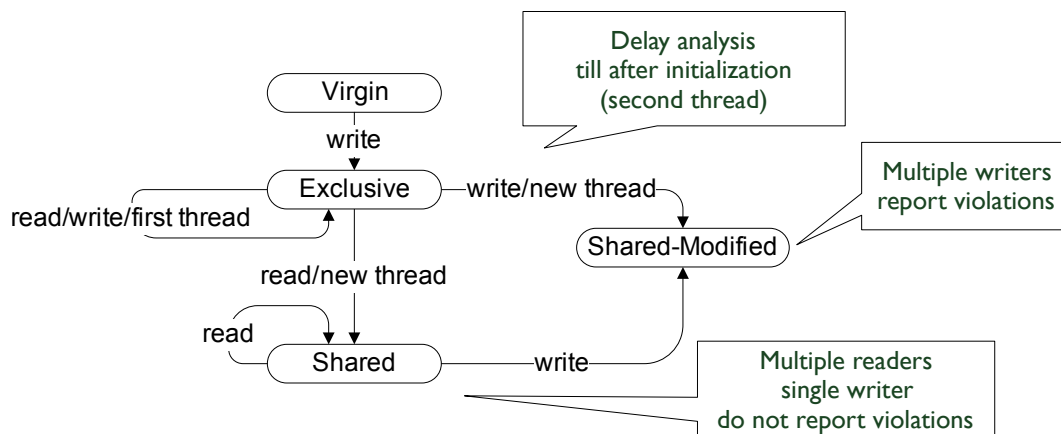 Delay analysis
till after initialization
(second thread)
Virgin
write
Exclusive
write/new thread
Multiple writers
report violations
read/write/first thread
Shared-Modified
read/new thread
read
Shared
write
Multiple readers
single writer
do not report violations